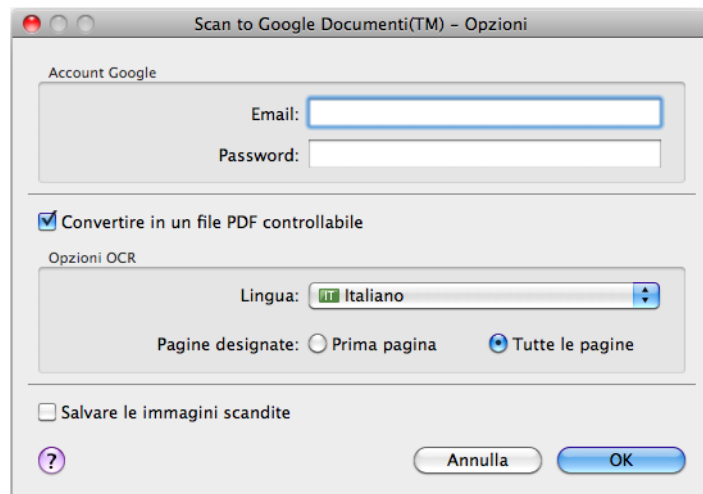 Scan to Google Documenti(TM) – Opzioni
Account Google
Email:
Password:
Convertire in un file PDF controllabile
Opzioni OCR
Lingua: IT Italiano
Pagine designate: Prima pagina Tutte le pagine
Salvare le immagini scandite
? Annulla OK